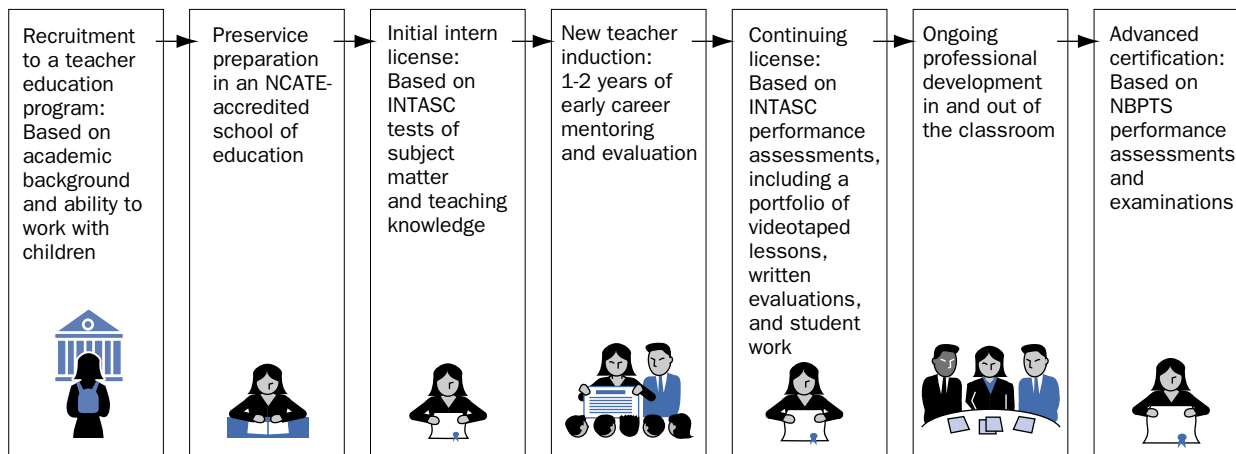 Recruitment
to a teacher
education
program:
Based on
academic
background
and ability to
work with
children
Preservice
preparation
in an NCATE-
accredited
school of
education
Initial intern
license:
Based on
INTASC
tests of
subject
matter
and teaching
knowledge
New teacher
induction:
1-2 years of
early career
mentoring
and evaluation
Continuing
license:
Based on
INTASC
performance
assessments,
including a
portfolio of
videotaped
lessons,
written
evaluations,
and student
work
Ongoing
professional
development
in and out of
the classroom
Advanced
certification:
Based on
NBPTS
performance
assessments
and
examinations